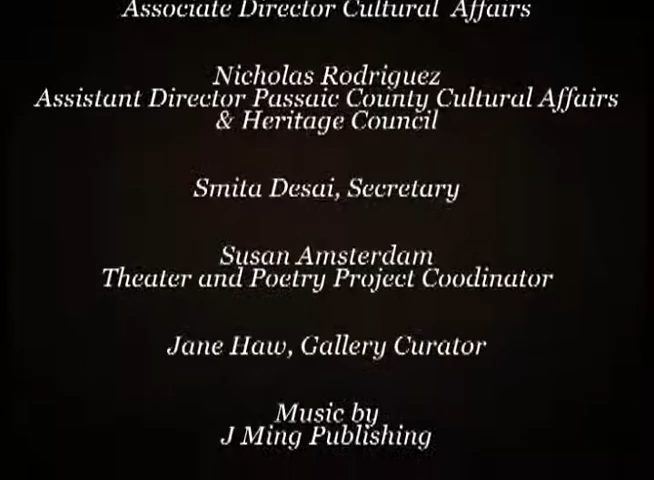 Associate Director Cultural Affairs
Nicholas Rodriguez
Assistant Director Passaic County Cultural Affairs
& Heritage Council
Smita Desai, Secretary
Susan Amsterdam
Theater and Poetry Project Coodinator
Jane Haw, Gallery Curator
Music by
J Ming Publishing